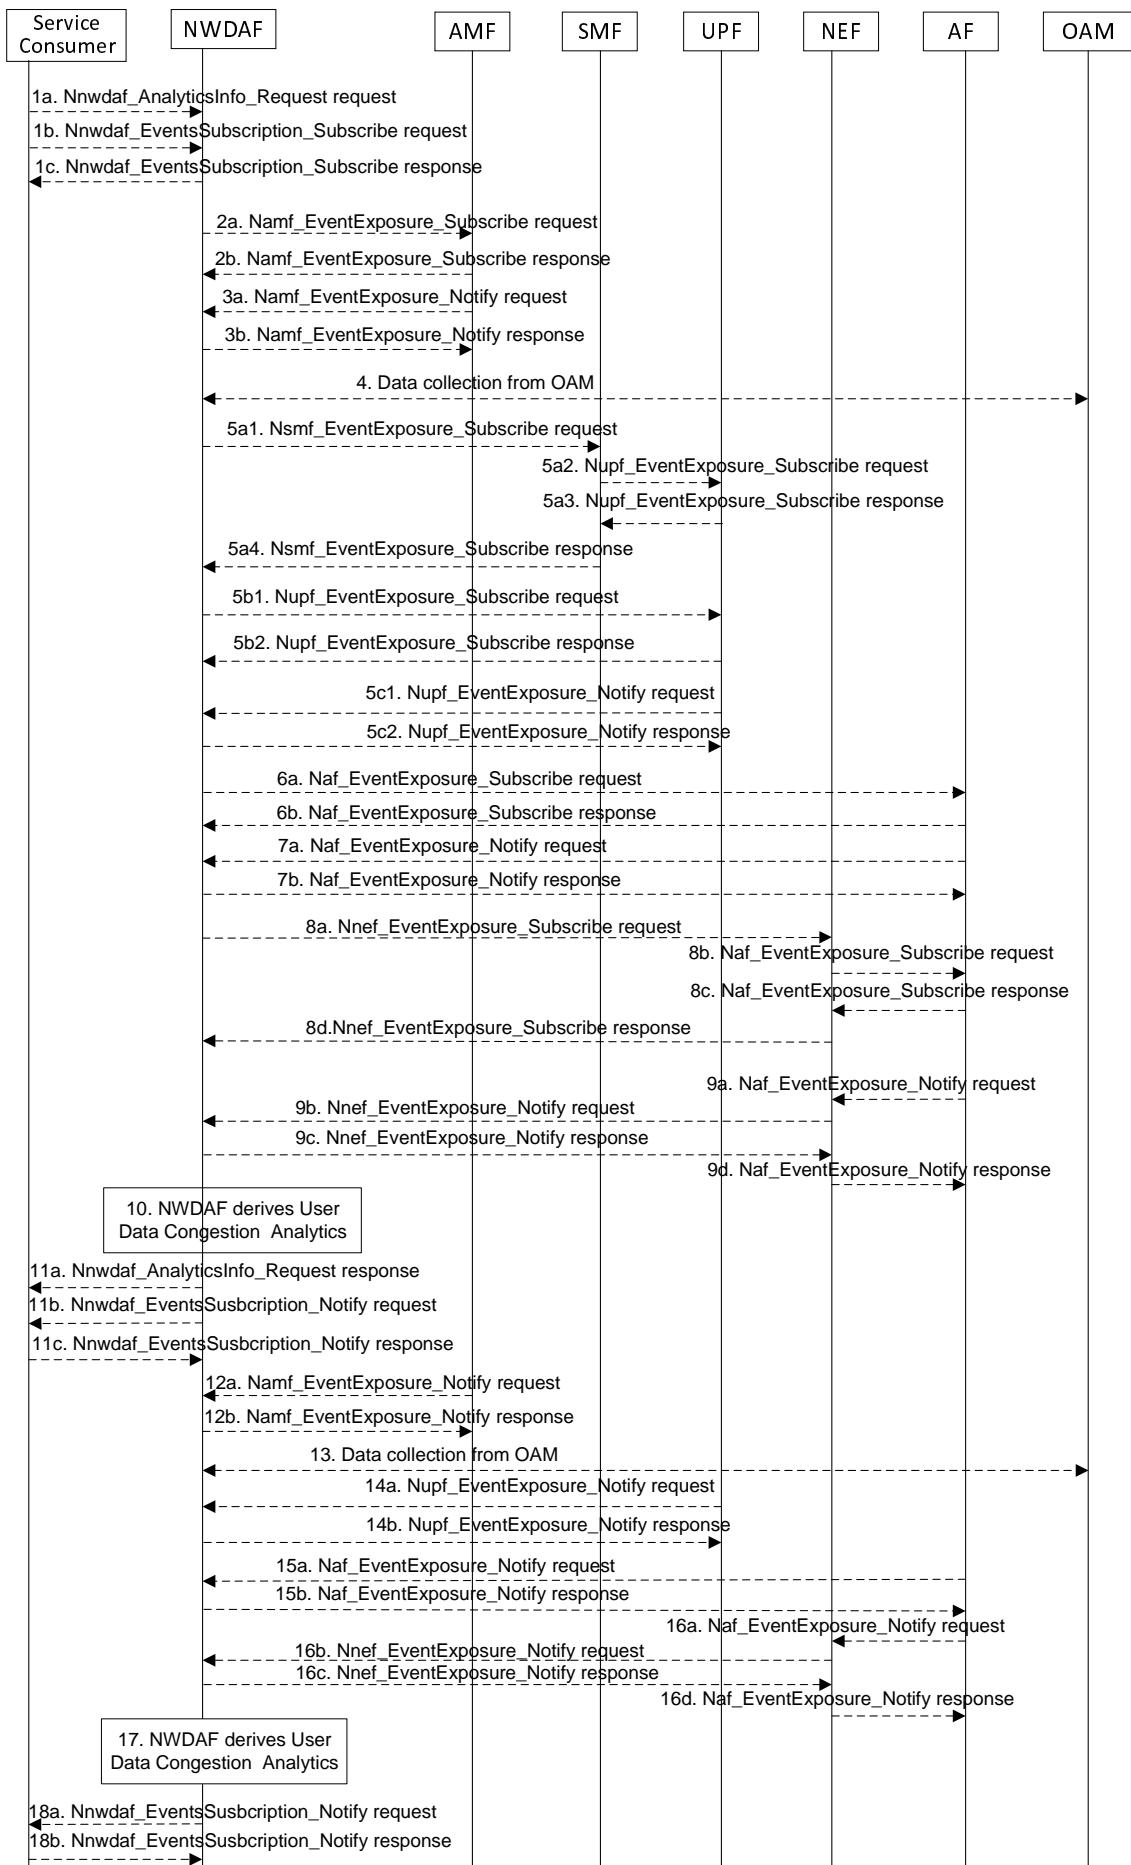 Service
Consumer
NWDAF
AMF
SMF
UPF
NEF
AF
OAM
1a. Nnwdaf_AnalyticsInfo_Request request
1b. Nnwdaf_EventsSubscription_Subscribe request
1c. Nnwdaf_EventsSubscription_Subscribe response
2a. Namf_EventExposure_Subscribe request
2b. Namf_EventExposure_Subscribe response
3a. Namf_EventExposure_Notify request
3b. Namf_EventExposure_Notify response
4. Data collection from OAM
5a1. Nsmf_EventExposure_Subscribe request
5a2. Nupf_EventExposure_Subscribe request
5a3. Nupf_EventExposure_Subscribe response
5a4. Nsmf_EventExposure_Subscribe response
5b1. Nupf_EventExposure_Subscribe request
5b2. Nupf_EventExposure_Subscribe response
5c1. Nupf_EventExposure_Notify request
5c2. Nupf_EventExposure_Notify response
6a. Naf_EventExposure_Subscribe request
6b. Naf_EventExposure_Subscribe response
7a. Naf_EventExposure_Notify request
7b. Naf_EventExposure_Notify response
8a. Nnef_EventExposure_Subscribe request
8b. Naf_EventExposure_Subscribe request
8c. Naf_EventExposure_Subscribe response
8d.Nnef_EventExposure_Subscribe response
9a. Naf_EventExposure_Notify request
9b. Nnef_EventExposure_Notify request
9c. Nnef_EventExposure_Notify response
9d. Naf_EventExposure_Notify response
10. NWDAF derives User
Data Congestion Analytics
11a. Nnwdaf_AnalyticsInfo_Request response
11b. Nnwdaf_EventsSusbcription_Notify request
11c. Nnwdaf_EventsSusbcription_Notify response
12a. Namf_EventExposure_Notify request
12b. Namf_EventExposure_Notify response
13. Data collection from OAM
14a. Nupf_EventExposure_Notify request
14b. Nupf_EventExposure_Notify response
15a. Naf_EventExposure_Notify request
15b. Naf_EventExposure_Notify response
16a. Naf_EventExposure_Notify request
16b. Nnef_EventExposure_Notify request
16c. Nnef_EventExposure_Notify response
16d. Naf_EventExposure_Notify response
17. NWDAF derives User
Data Congestion Analytics
18a. Nnwdaf_EventsSusbcription_Notify request
18b. Nnwdaf_EventsSusbcription_Notify response